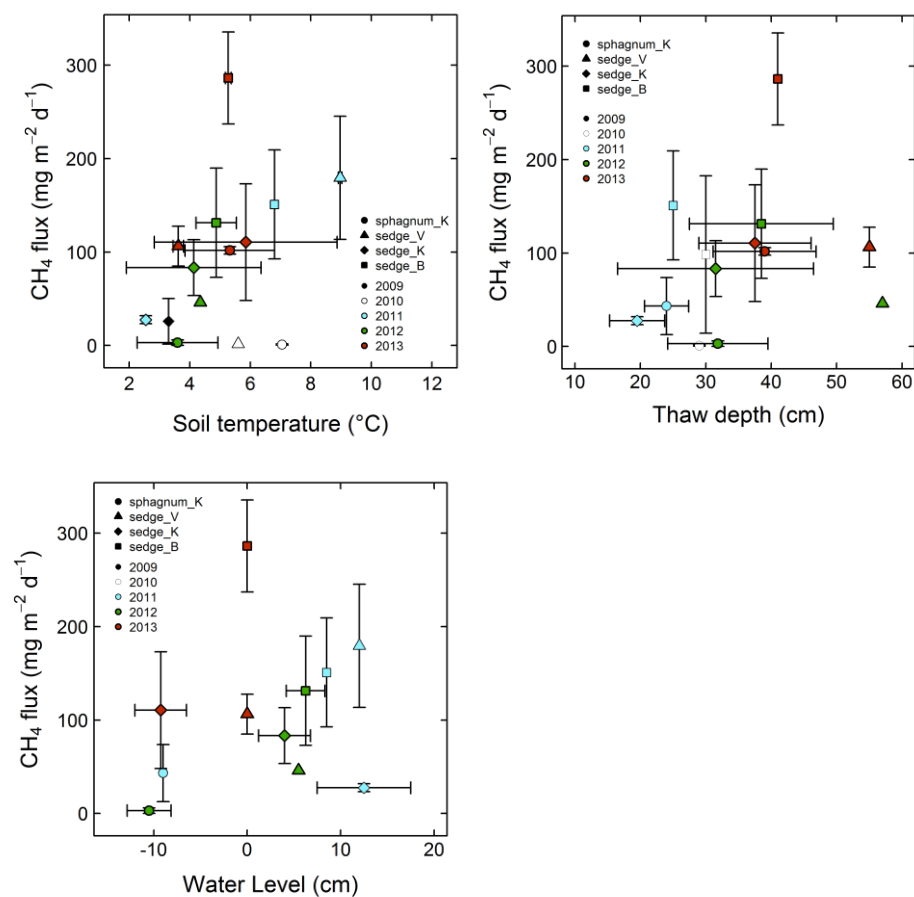 300
200
100
0
CH₄ flux (mg m⁻² d⁻¹)
sphagnum_K
sedge_V
sedge_K
sedge_B
2009
2010
2011
2012
2013
2 4 6 8 10 12
Soil temperature (°C)
300
200
100
0
CH₄ flux (mg m⁻² d⁻¹)
sphagnum_K
sedge_V
sedge_K
sedge_B
2009
2010
2011
2012
2013
10 20 30 40 50 60
Thaw depth (cm)
300
200
100
0
CH₄ flux (mg m⁻² d⁻¹)
sphagnum_K
sedge_V
sedge_K
sedge_B
2009
2010
2011
2012
2013
-10 0 10 20
Water Level (cm)